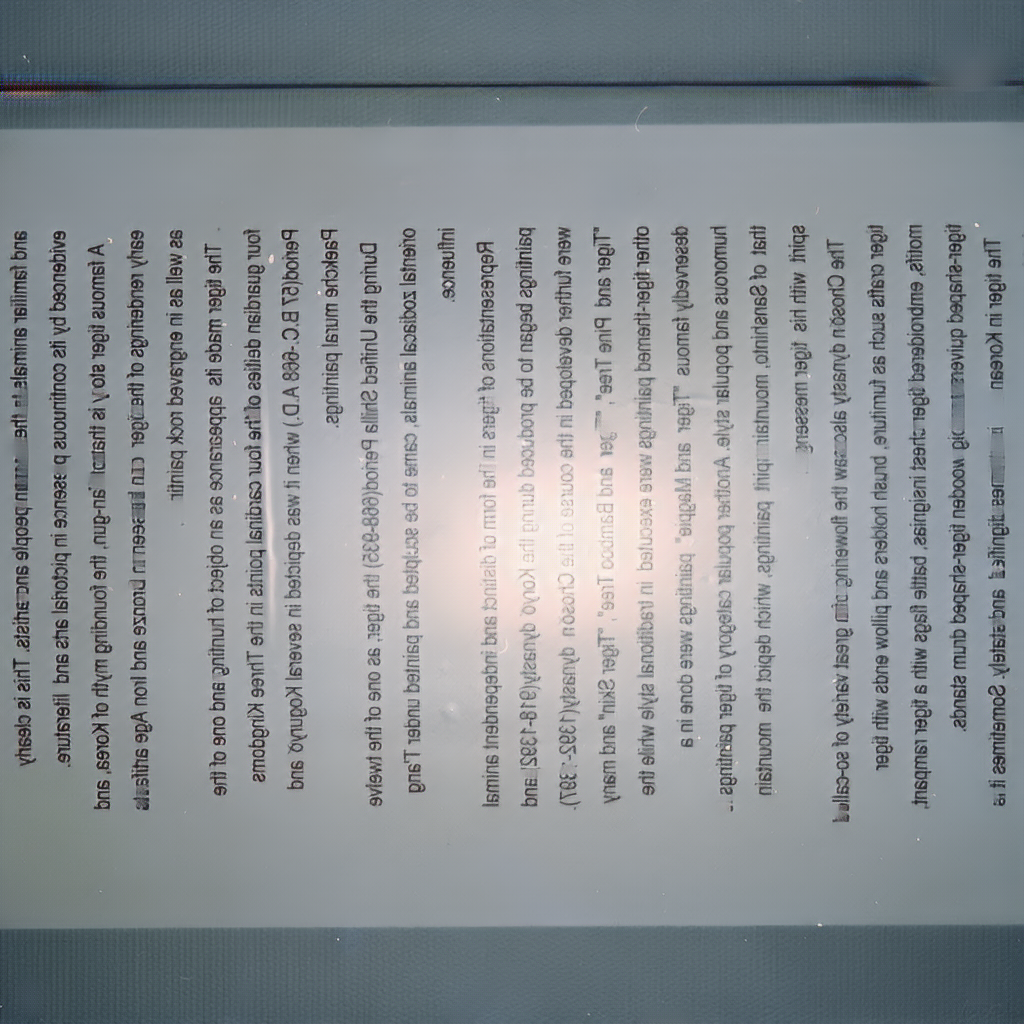 and familiar animals to the people and artists. This is clearly
evidenced by its continuous presence in pictorial arts and literature.
A famous tiger story is that of the founding myth of Korea, and
early renderings of the tiger can be seen in bronze and Iron Age artifacts
as well as in engraved rock
The tiger made its appearance as an object of hunting and one of the
four guardian deities of the four cardinal points in the Three Kingdoms
Period(57 B.C.-668 A.D.) when it was depicted in several Koguryo and
Paekche mural paintings.
During the United Silla Period(668-935) the tiger, as one of the twelve
oriental zodiacal animals, came to be sculpted and painted under T'ang
influence.
Representations of tigers in the form of distinct and independent animal
paintings began to be produced during the Koryo dynasty(918-1392) and
were further developed in the course of the Choson dynasty(1392-
"Tiger and Pine Tree," and Bamboo Tree", "Tiger Skin" and many
other tiger-themed paintings were executed in traditional style while the
deservedly famous "Tiger and Magpie" paintings were done in a
humorous and popular style. Another popular category of tiger paintings
that of Sanshinto, mountain spirit paintings, which depict the mountain
spirit with his tiger messenger
The Choson dynasty also saw the flowering of a great variety of so-called
tiger crafts such as furniture, brush holders and pillow ends with tiger
motifs, embroidered tiger chest insignias, battle flags with a tiger rampant,
tiger-shaped quivers, big wooden tiger-shaped drum stands.
The tiger in Korean is dignified and stately. Sometimes it is